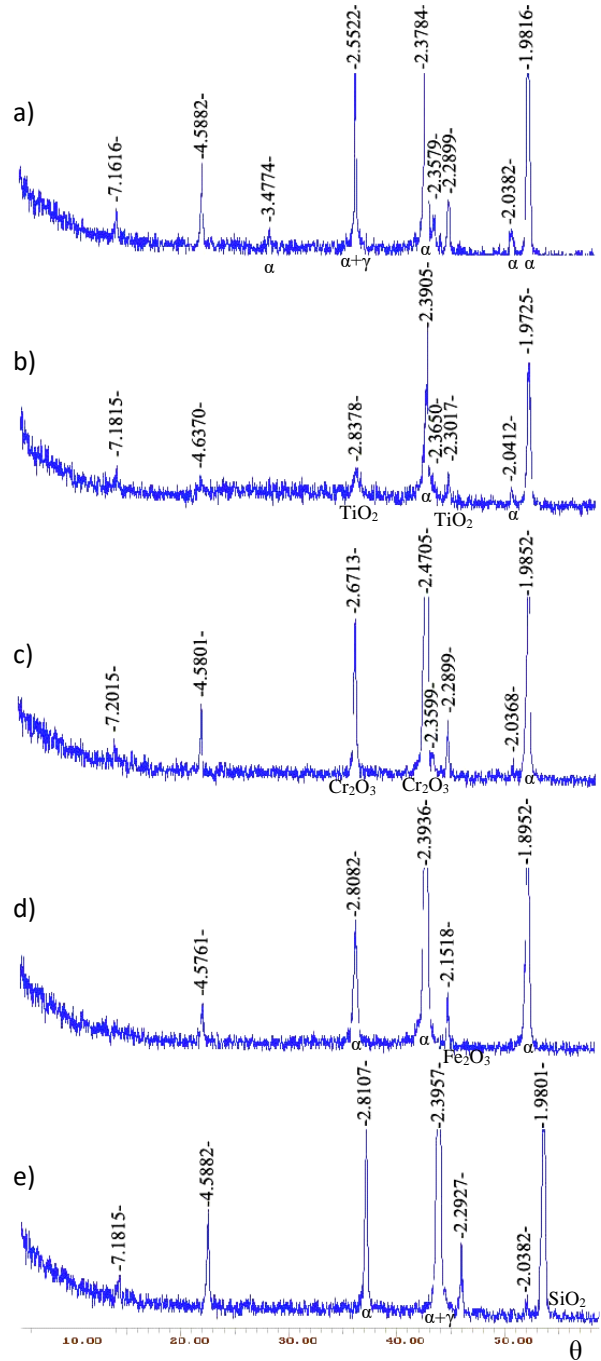 a)
-7.1616-
-4.5882-
-3.4774-
-2.5522-
-2.3784-
-2.3579-
-2.2899-
-2.0382-
-1.9816-
α
α+γ
α
α
α
b)
-7.1815-
-4.6370-
-2.8378-
-2.3905-
-2.3650-
-2.3017-
-2.0412-
-1.9725-
TiO₂
α
TiO₂
α
c)
-7.2015-
-4.5801-
-2.6713-
-2.4705-
-2.3599-
-2.2899-
-2.0368-
-1.9852-
Cr₂O₃
Cr₂O₃
α
d)
-4.5761-
-2.8082-
-2.3936-
-2.1518-
-1.8952-
α
α
Fe₂O₃
α
e)
-7.1815-
-4.5882-
-2.8107-
-2.3957-
-2.2927-
-2.0382-
-1.9801-
α
α+γ
SiO₂
10.00 20.00 30.00 40.00 50.00 θ